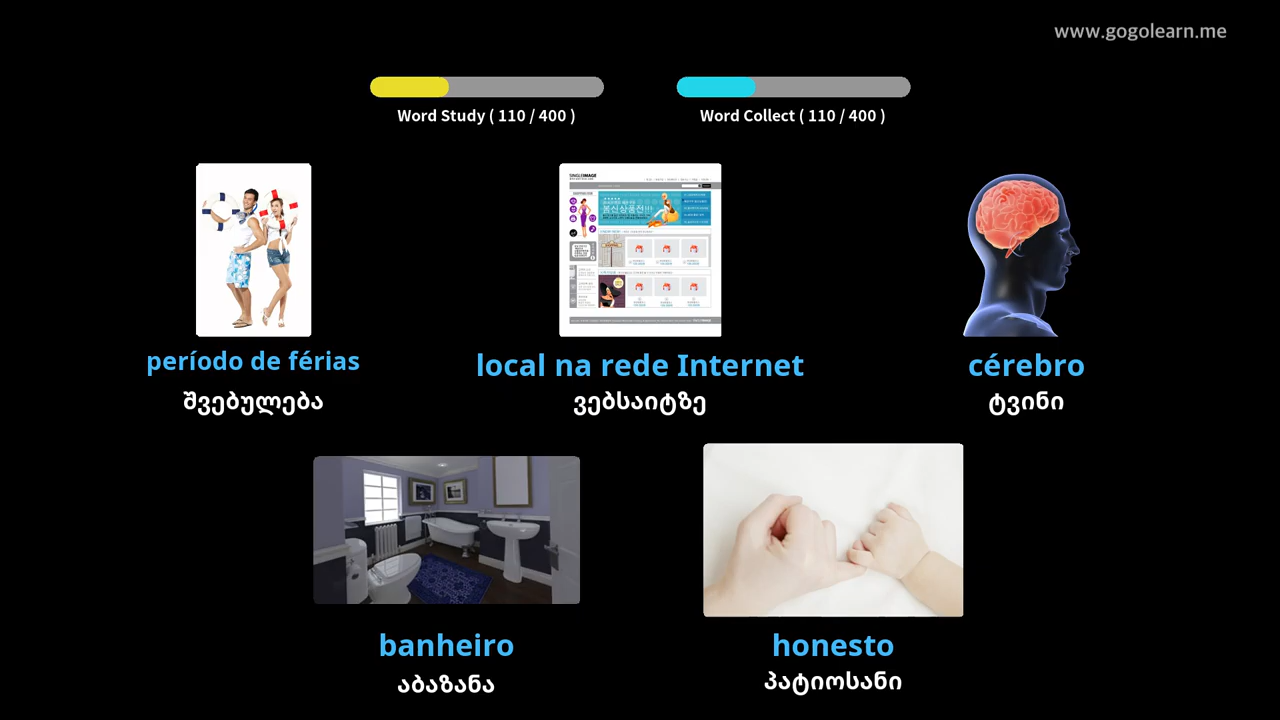 www.gogolearn.me
Word Study ( 110 / 400 )
Word Collect ( 110 / 400 )
período de férias
შვებულება
local na rede Internet
ვებსაიტზე
cérebro
ტვინი
banheiro
აბაზანა
honesto
პატიოსანი